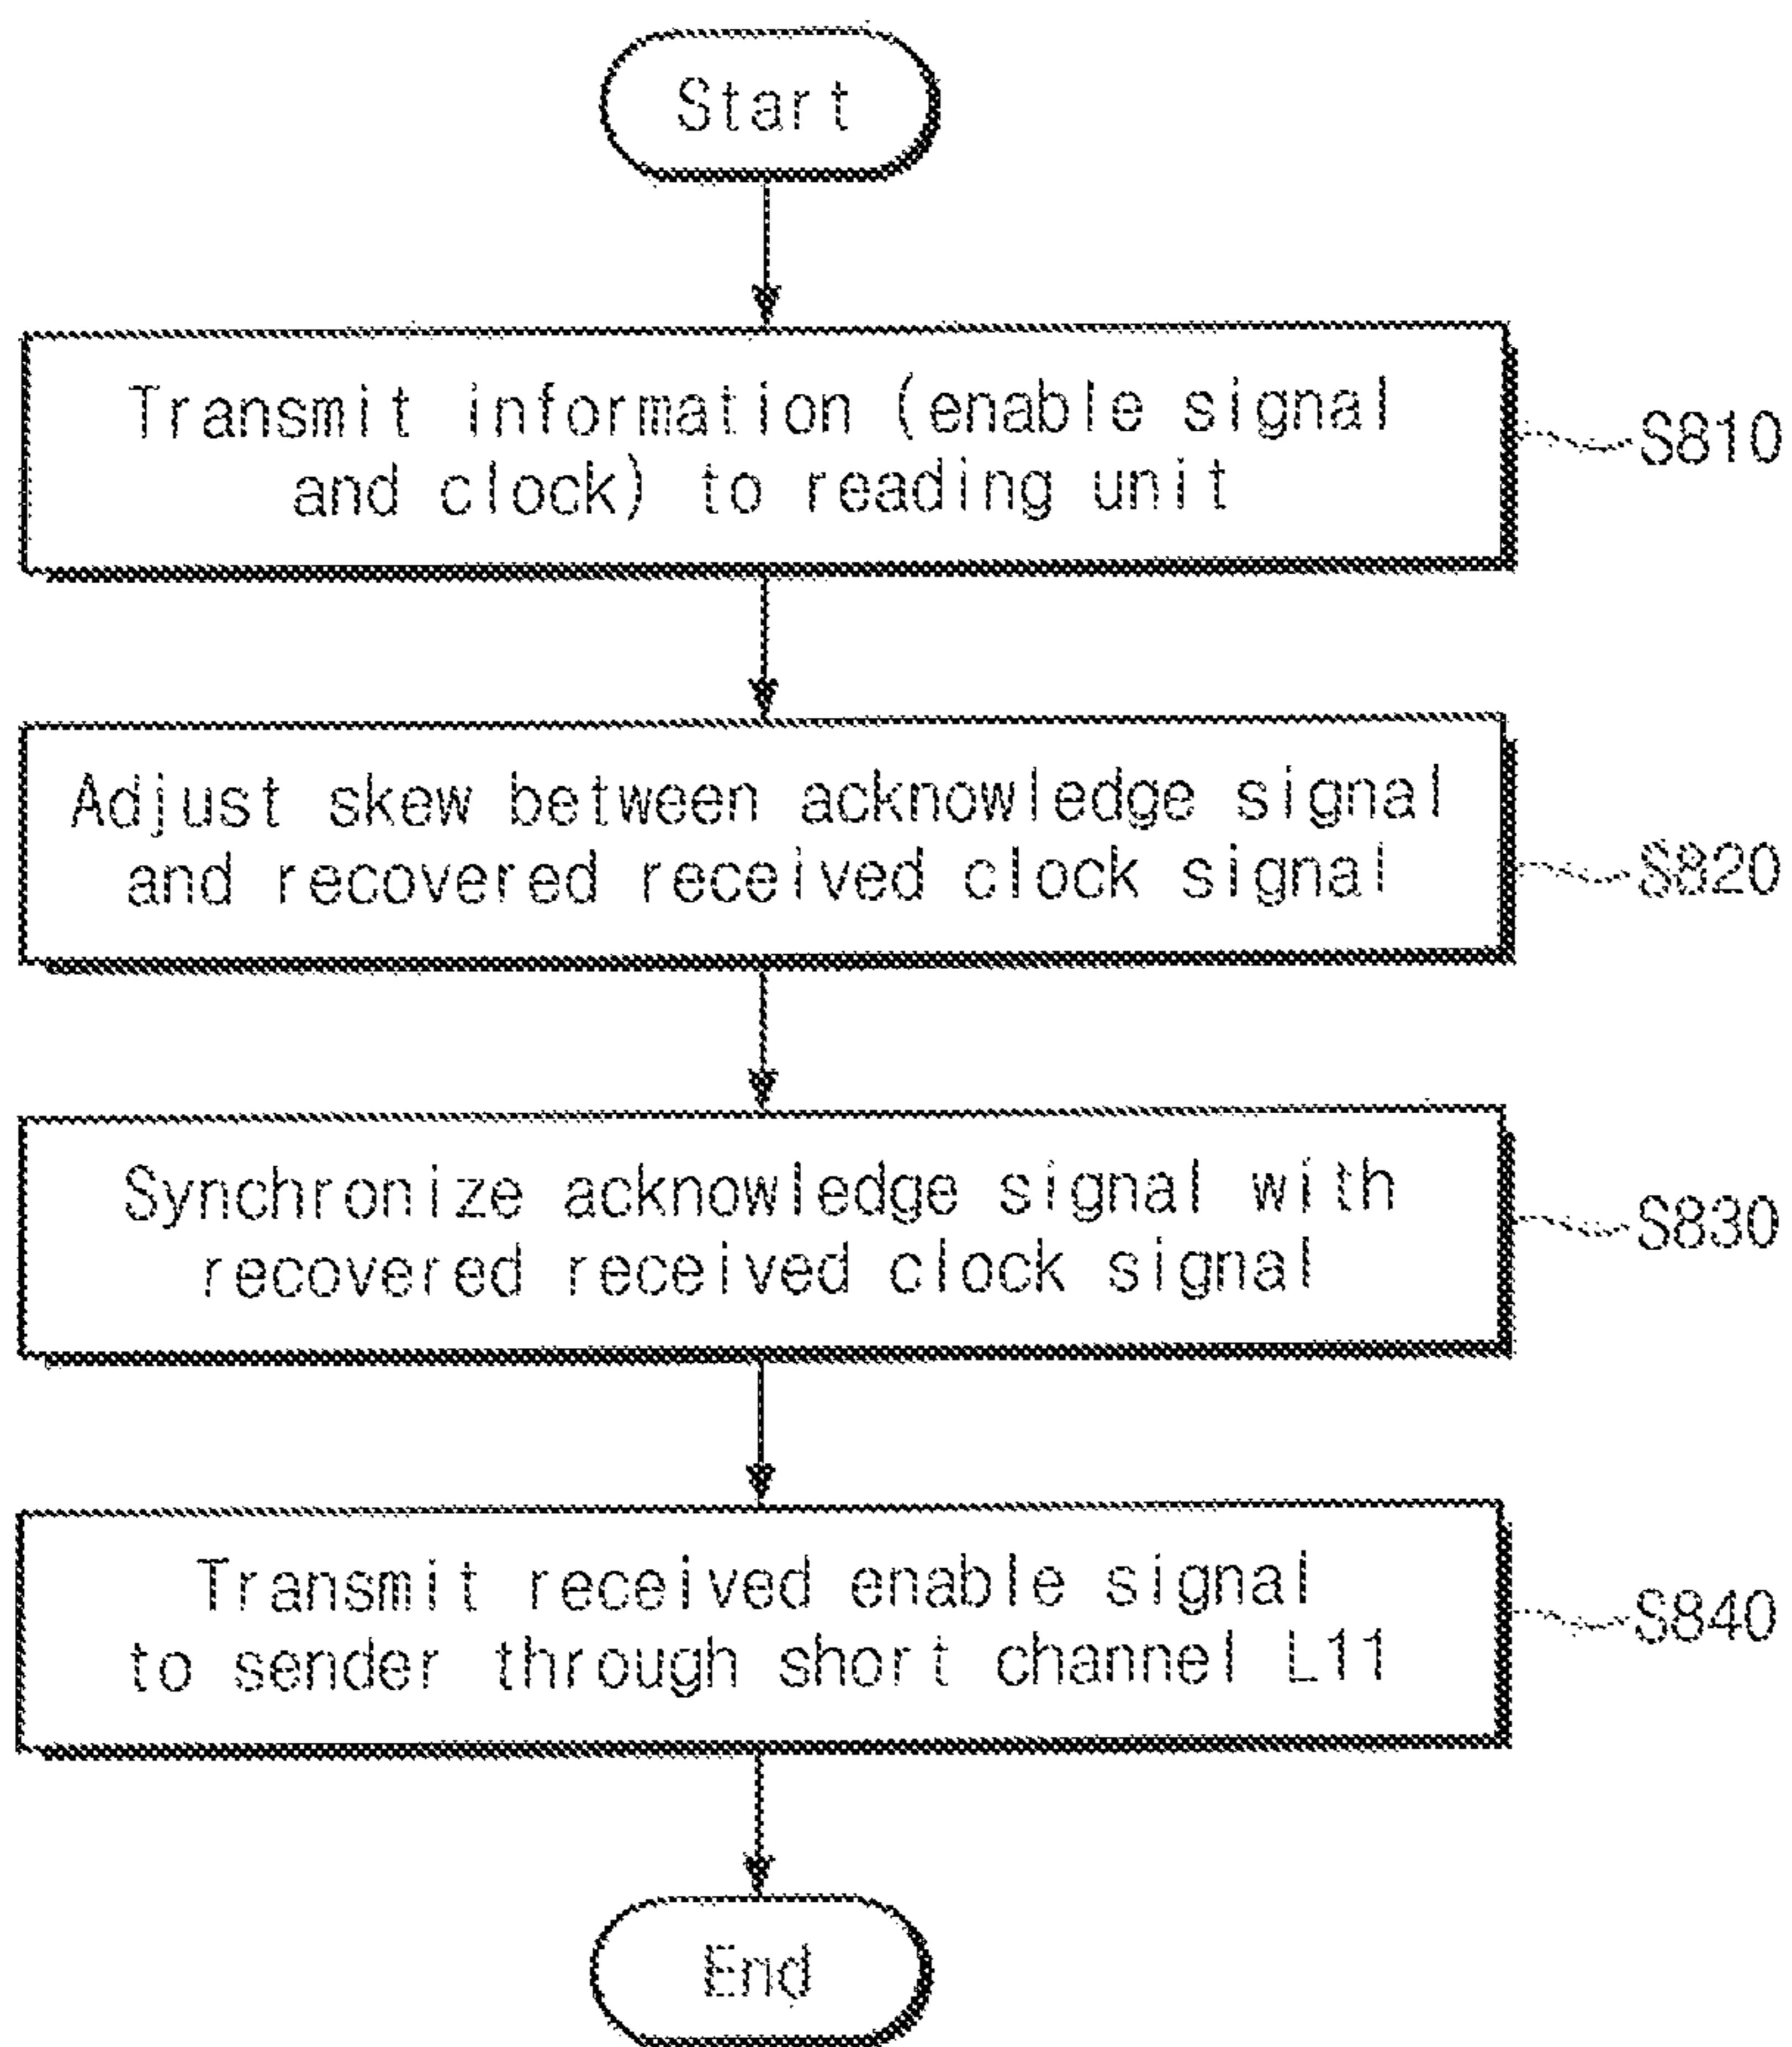 Start
Transmit information (enable signal
and clock) to reading unit
S810
Adjust skew between acknowledge signal
and recovered received clock signal
S820
Synchronize acknowledge signal with
recovered received clock signal
S830
Transmit received enable signal
to sender through short channel L11
S840
End